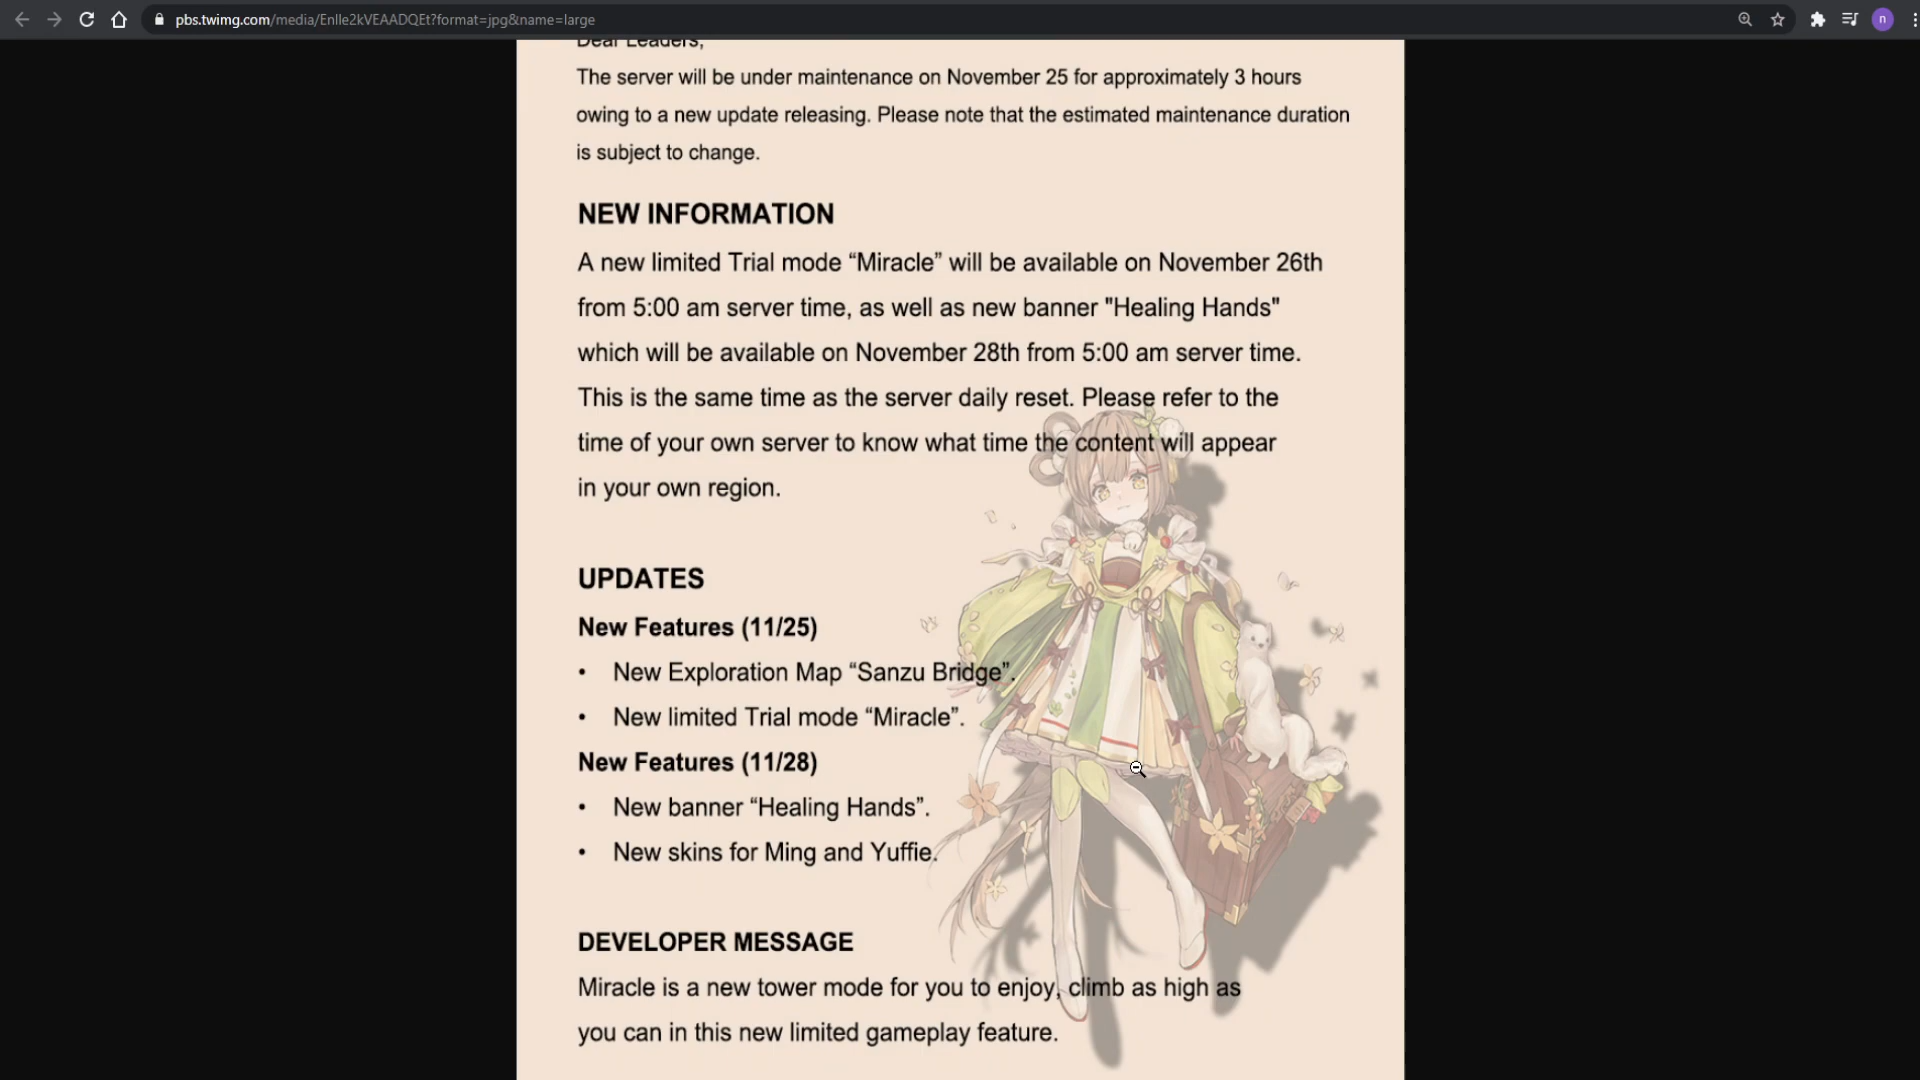 pbs.twimg.com/media/Enlle2kVEAADQEt?format=jpg&name=large
n
Dear Leaders,
The server will be under maintenance on November 25 for approximately 3 hours
owing to a new update releasing. Please note that the estimated maintenance duration
is subject to change.
NEW INFORMATION
A new limited Trial mode “Miracle” will be available on November 26th
from 5:00 am server time, as well as new banner "Healing Hands"
which will be available on November 28th from 5:00 am server time.
This is the same time as the server daily reset. Please refer to the
time of your own server to know what time the content will appear
in your own region.
UPDATES
New Features (11/25)
• New Exploration Map “Sanzu Bridge”.
• New limited Trial mode “Miracle”.
New Features (11/28)
• New banner “Healing Hands”.
• New skins for Ming and Yuffie.
DEVELOPER MESSAGE
Miracle is a new tower mode for you to enjoy, climb as high as
you can in this new limited gameplay feature.